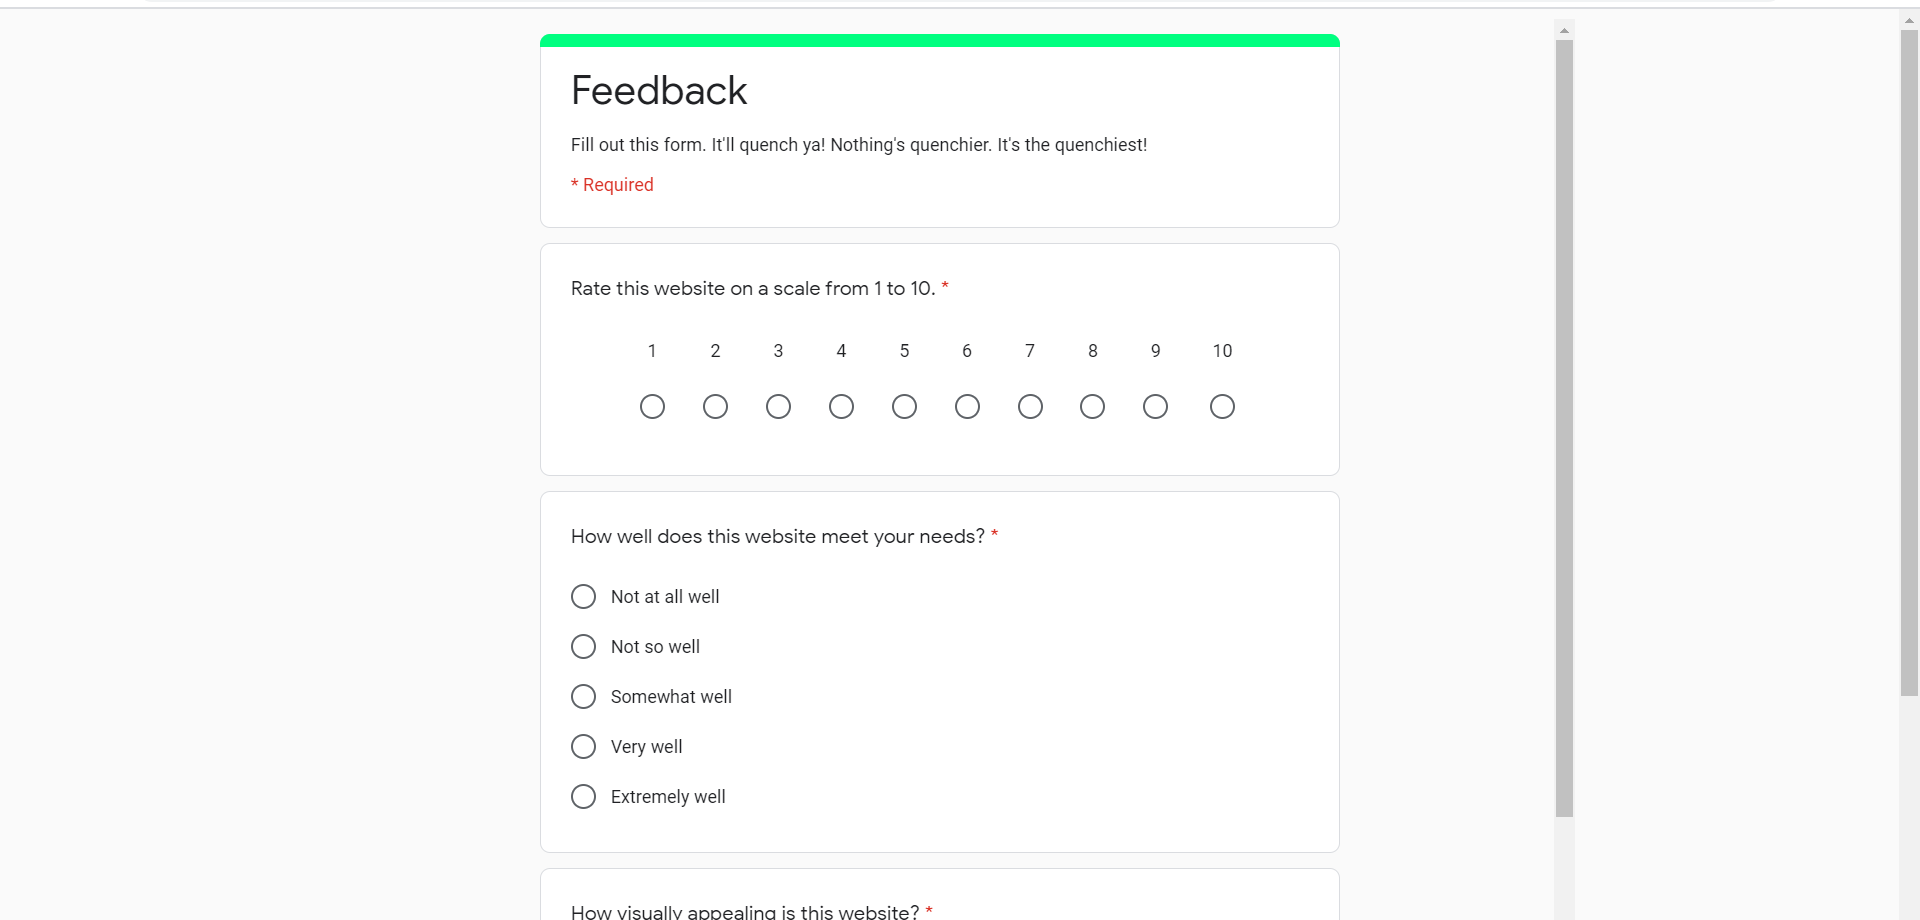 Feedback
Fill out this form. It'll quench ya! Nothing's quenchier. It's the quenchiest!
* Required
Rate this website on a scale from 1 to 10. *
1 2 3 4 5 6 7 8 9 10
How well does this website meet your needs? *
Not at all well
Not so well
Somewhat well
Very well
Extremely well
How visually appealing is this website? *